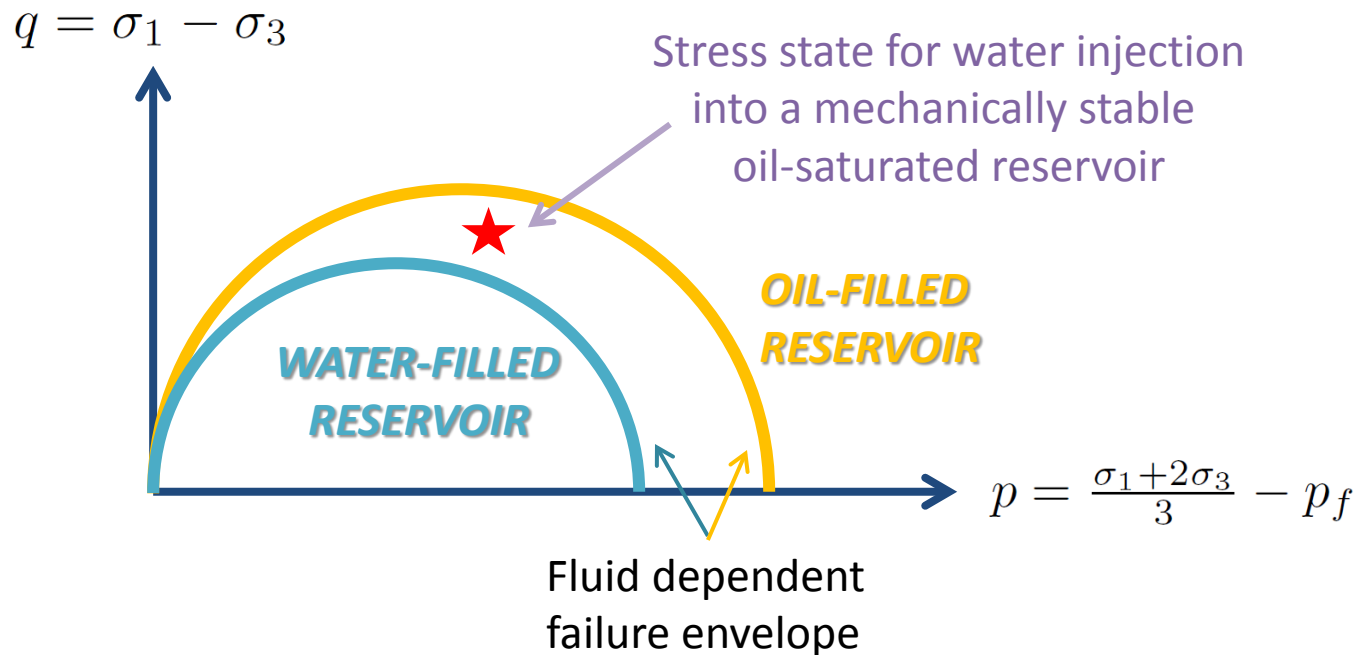 q = σ₁ − σ₃
Stress state for water injection
into a mechanically stable
oil-saturated reservoir
OIL-FILLED
RESERVOIR
WATER-FILLED
RESERVOIR
p = (σ₁+2σ₃)/3 − p_f
Fluid dependent
failure envelope